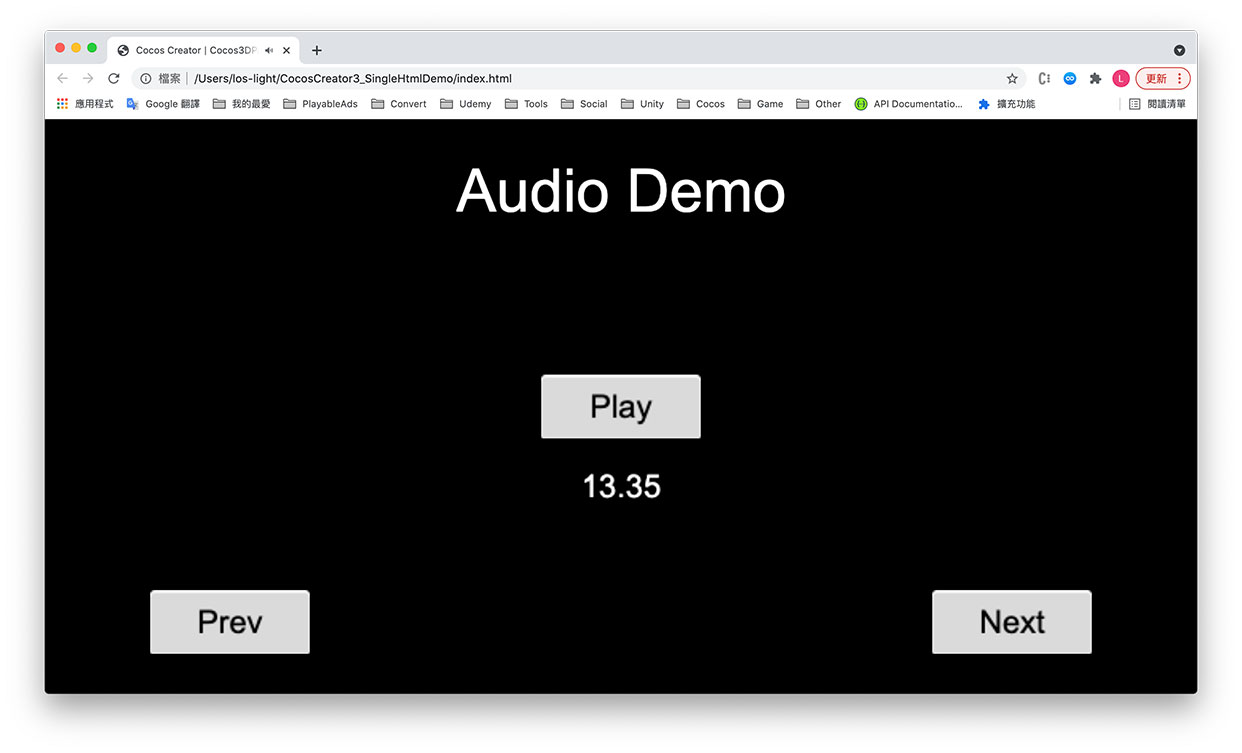 Cocos Creator | Cocos3DP
檔案 /Users/los-light/CocosCreator3_SingleHtmlDemo/index.html L 更新
應用程式 Google 翻譯 我的最愛 PlayableAds Convert Udemy Tools Social Unity Cocos Game Other API Documentatio... 擴充功能 閱讀清單
Audio Demo
Play
13.35
Prev Next